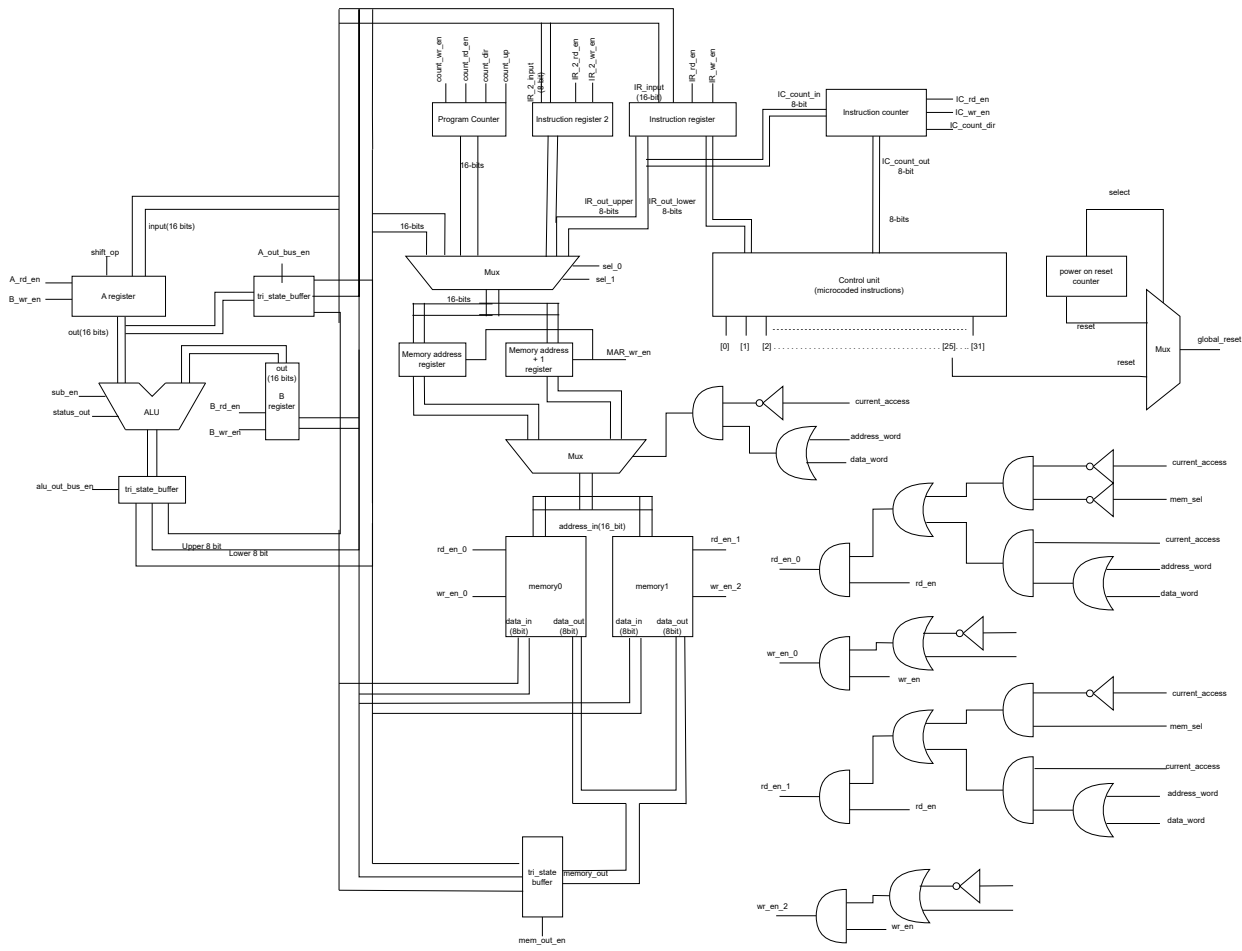 count_wr_en
count_rd_en
count_dir
count_up
IR_2_input
(8-bit)
IR_2_rd_en
IR_2_wr_en
IR_input
(16-bit)
IR_rd_en
IR_wr_en
Program Counter
Instruction register 2
Instruction register
IC_count_in
8-bit
Instruction counter
IC_rd_en
IC_wr_en
IC_count_dir
16-bits
IC_count_out
8-bit
IR_out_upper
8-bits
IR_out_lower
8-bits
8-bits
select
input(16 bits)
16-bits
shift_op
A_out_bus_en
A_rd_en
B_wr_en
A register
tri_state_buffer
out(16 bits)
Mux
sel_0
sel_1
16-bits
Control unit
(microcoded instructions)
power on reset
counter
reset
[0]
[1]
[2]
[25]
[31]
Mux
global_reset
reset
Memory address
register
Memory address
+ 1
register
MAR_wr_en
out
(16 bits)
B
register
sub_en
status_out
ALU
B_rd_en
B_wr_en
current_access
address_word
data_word
Mux
alu_out_bus_en
tri_state_buffer
Upper 8 bit
Lower 8 bit
address_in(16_bit)
rd_en_0
wr_en_0
memory0
data_in
(8bit)
data_out
(8bit)
memory1
data_in
(8bit)
data_out
(8bit)
rd_en_1
wr_en_2
current_access
mem_sel
current_access
address_word
data_word
rd_en_0
rd_en
wr_en_0
wr_en
current_access
mem_sel
current_access
address_word
data_word
rd_en_1
rd_en
tri_state
buffer
memory_out
mem_out_en
wr_en_2
wr_en